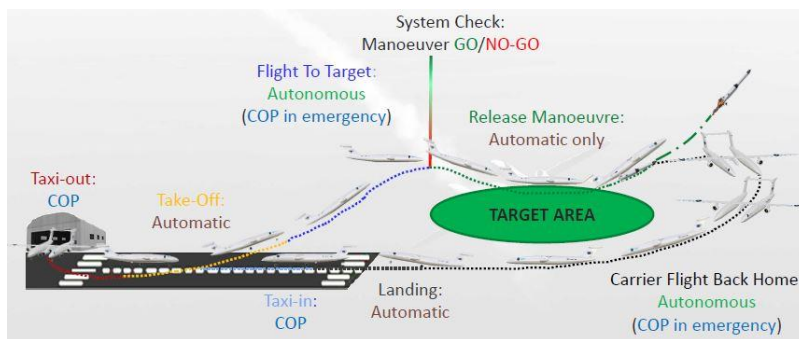 System Check:
Manoeuver GO/NO-GO
Flight To Target:
Autonomous
(COP in emergency)
Release Manoeuvre:
Automatic only
Taxi-out:
COP
Take-Off:
Automatic
TARGET AREA
Taxi-in:
COP
Landing:
Automatic
Carrier Flight Back Home
Autonomous
(COP in emergency)